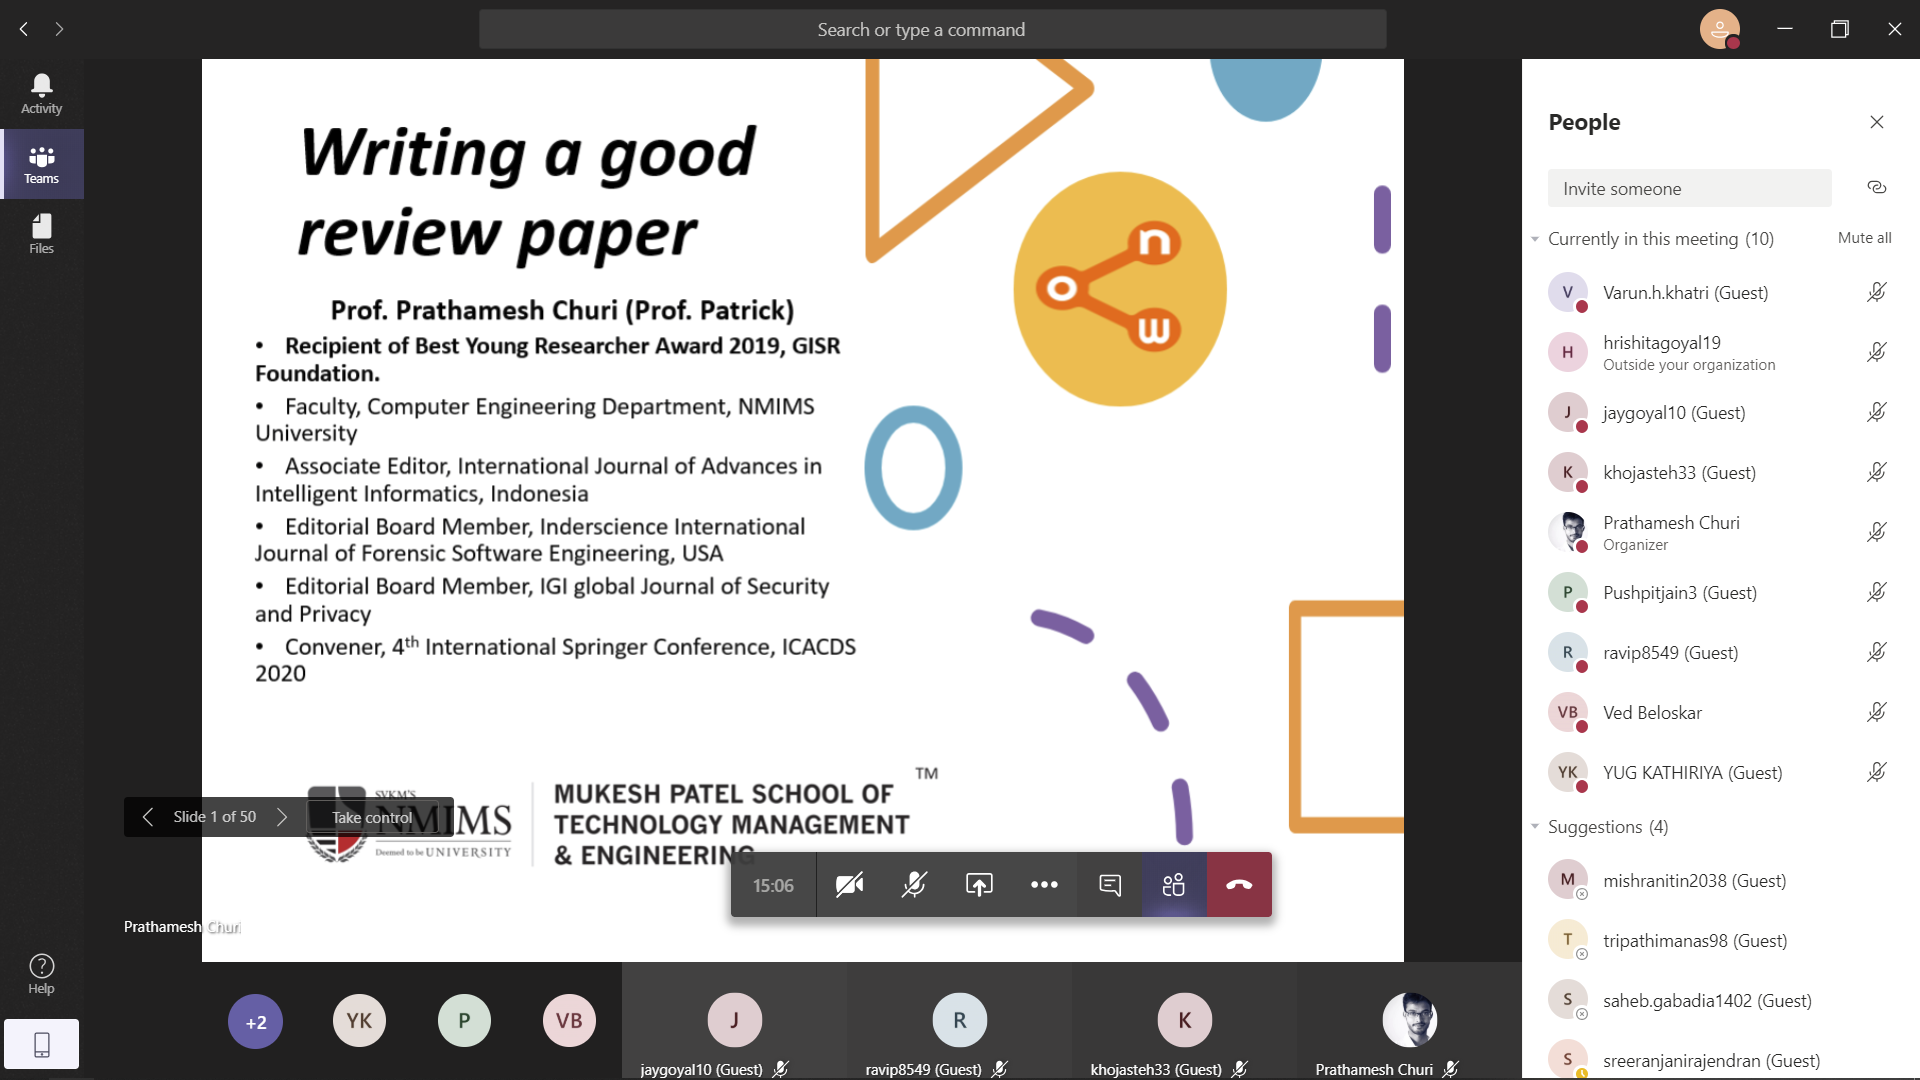 Search or type a command
Activity
Teams
Files
Help
Writing a good
review paper
Prof. Prathamesh Churi (Prof. Patrick)
• Recipient of Best Young Researcher Award 2019, GISR
Foundation.
• Faculty, Computer Engineering Department, NMIMS
University
• Associate Editor, International Journal of Advances in
Intelligent Informatics, Indonesia
• Editorial Board Member, Inderscience International
Journal of Forensic Software Engineering, USA
• Editorial Board Member, IGI global Journal of Security
and Privacy
• Convener, 4th International Springer Conference, ICACDS
2020
n
o
w
SVKM'S
NMIMS
Deemed to be UNIVERSITY
MUKESH PATEL SCHOOL OF
TECHNOLOGY MANAGEMENT
& ENGINEERING
TM
Slide 1 of 50
Take control
15:06
Prathamesh Churi
+2
YK
P
VB
J
jaygoyal10 (Guest)
R
ravip8549 (Guest)
K
khojasteh33 (Guest)
Prathamesh Churi
People
Invite someone
Currently in this meeting (10)
Mute all
V
Varun.h.khatri (Guest)
H
hrishitagoyal19
Outside your organization
J
jaygoyal10 (Guest)
K
khojasteh33 (Guest)
Prathamesh Churi
Organizer
P
Pushpitjain3 (Guest)
R
ravip8549 (Guest)
VB
Ved Beloskar
YK
YUG KATHIRIYA (Guest)
Suggestions (4)
M
mishranitin2038 (Guest)
T
tripathimanas98 (Guest)
S
saheb.gabadia1402 (Guest)
S
sreeranjanirajendran (Guest)